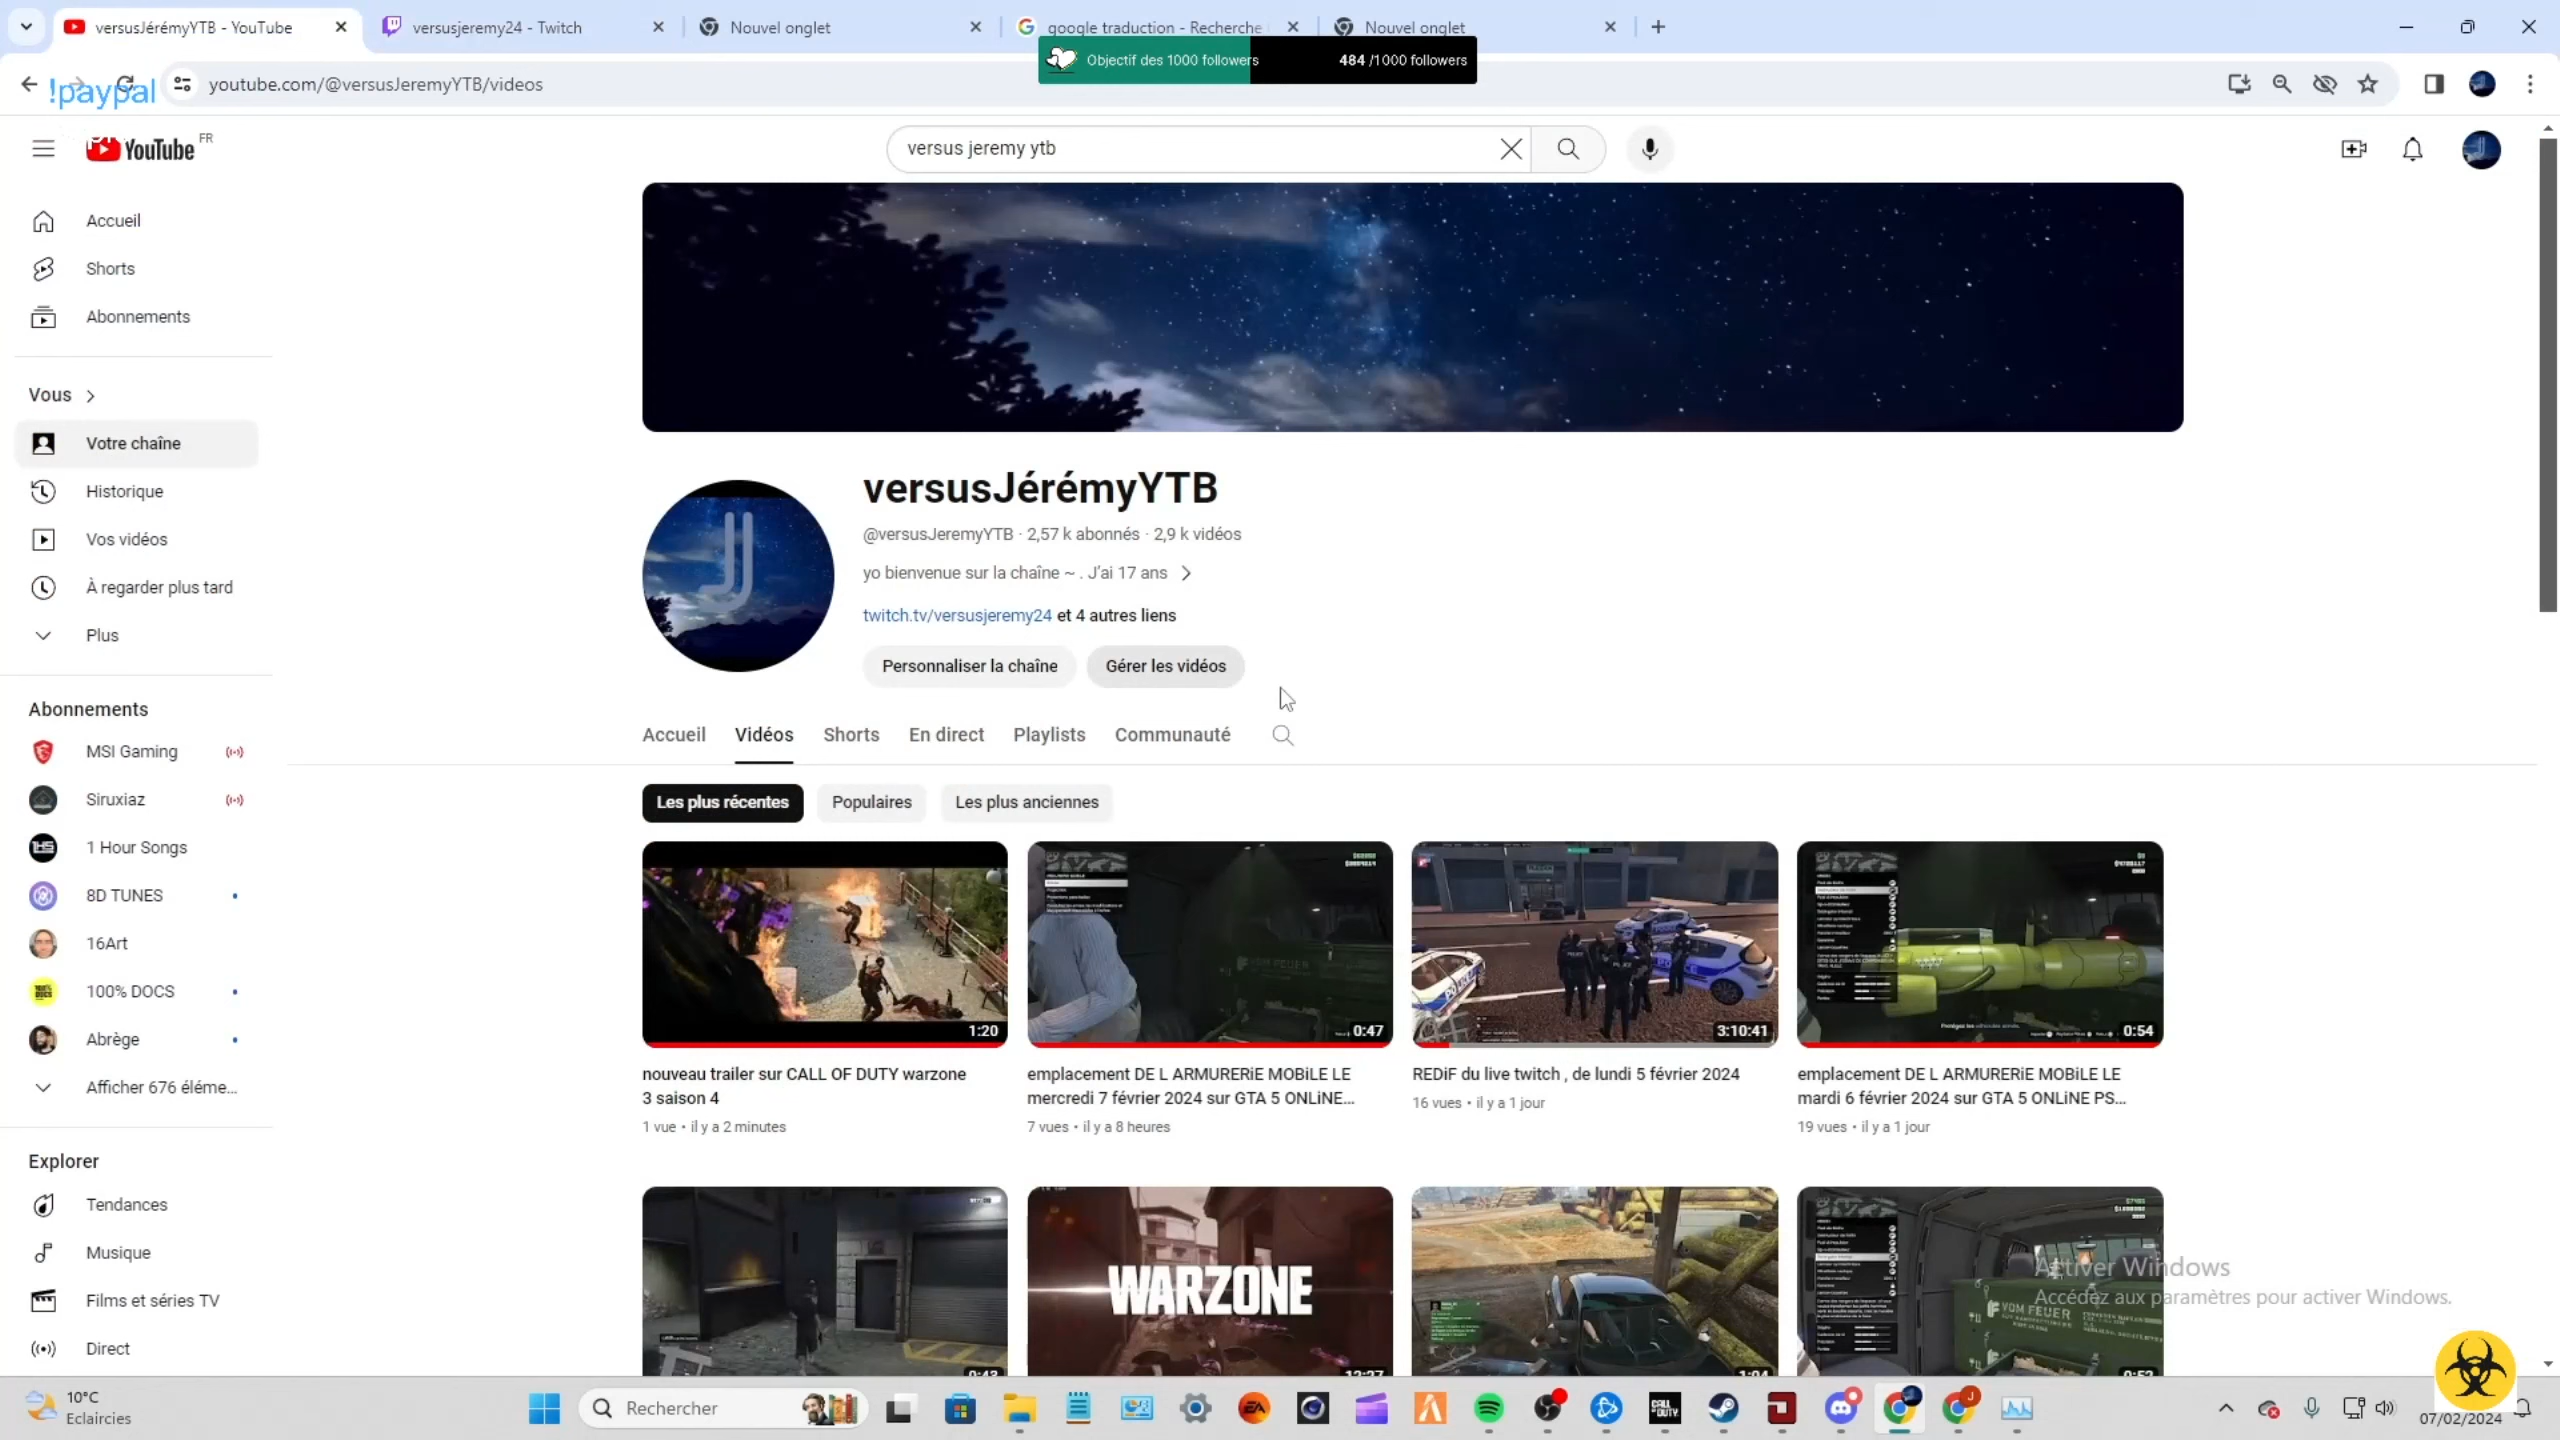 versusJérémyYTB - YouTube
versusjeremy24 - Twitch
Nouvel onglet
google traduction - Recherche
Nouvel onglet
Objectif des 1000 followers
484 /1000 followers
!paypal
youtube.com/@versusJeremyYTB/videos
YouTube FR
versus jeremy ytb
Accueil
Shorts
Abonnements
Vous
Votre chaîne
Historique
Vos vidéos
À regarder plus tard
Plus
Abonnements
MSI Gaming
Siruxiaz
1 Hour Songs
8D TUNES
16Art
100% DOCS
Abrège
Afficher 676 éléme...
Explorer
Tendances
Musique
Films et séries TV
Direct
versusJérémyYTB
@versusJeremyYTB · 2,57 k abonnés · 2,9 k vidéos
yo bienvenue sur la chaîne ~ . J'ai 17 ans
twitch.tv/versusjeremy24 et 4 autres liens
Personnaliser la chaîne
Gérer les vidéos
Accueil
Vidéos
Shorts
En direct
Playlists
Communauté
Les plus récentes
Populaires
Les plus anciennes
1:20
0:47
3:10:41
0:54
nouveau trailer sur CALL OF DUTY warzone
3 saison 4
1 vue • il y a 2 minutes
emplacement DE L ARMURERiE MOBiLE LE
mercredi 7 février 2024 sur GTA 5 ONLiNE...
7 vues • il y a 8 heures
REDiF du live twitch , de lundi 5 février 2024
16 vues • il y a 1 jour
emplacement DE L ARMURERiE MOBiLE LE
mardi 6 février 2024 sur GTA 5 ONLiNE PS...
19 vues • il y a 1 jour
WARZONE
VOM FEUER
Activer Windows
Accédez aux paramètres pour activer Windows.
10°C
Eclaircies
Rechercher
07/02/2024